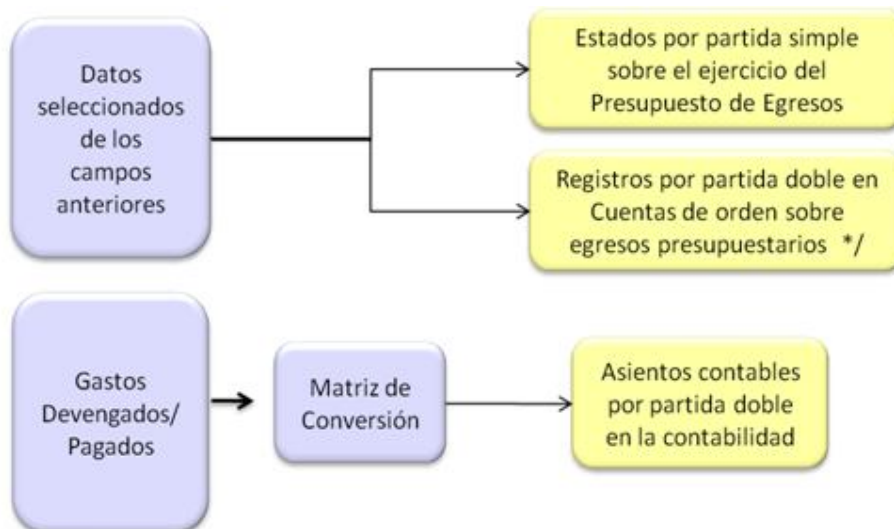 Datos
seleccionados
de los
campos
anteriores
Estados por partida simple
sobre el ejercicio del
Presupuesto de Egresos
Registros por partida doble en
Cuentas de orden sobre
egresos presupuestarios */
Gastos
Devengados/
Pagados
Matriz de
Conversión
Asientos contables
por partida doble
en la contabilidad